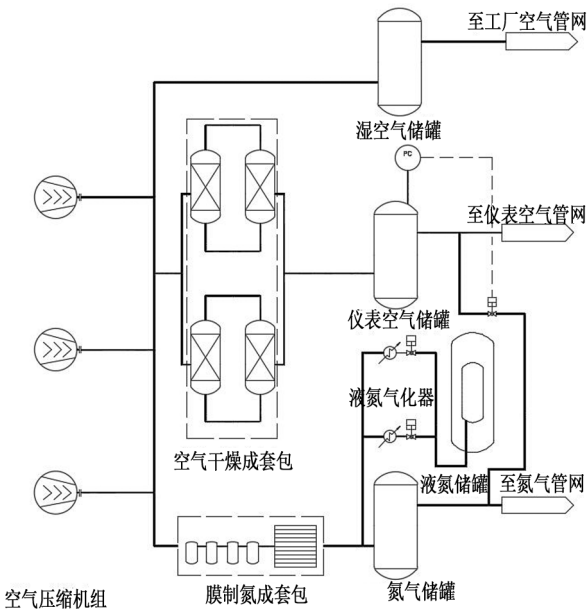 至工厂空气管网
湿空气储罐
PC
至仪表空气管网
仪表空气储罐
液氮气化器
空气干燥成套包
液氮储罐
至氮气管网
膜制氮成套包
氮气储罐
空气压缩机组